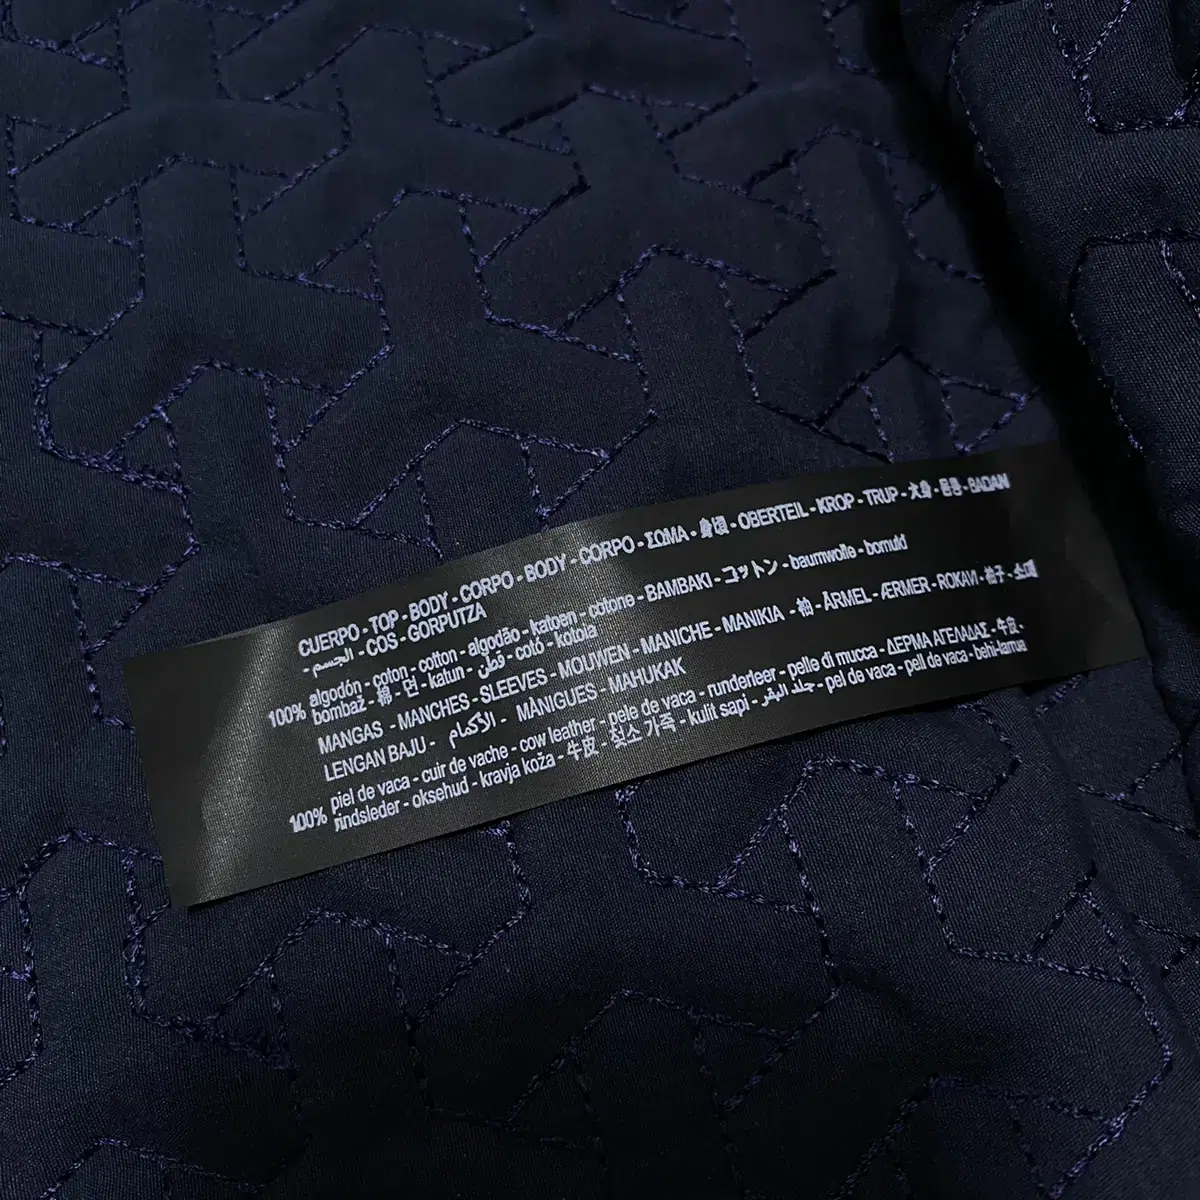 CUERPO - TOP - BODY - CORPO - BODY - CORPO - ΣΩΜΑ - 身頃 - OBERTEIL - KROP - TRUP - 大身 - 몸통 - BADAN
- الجسم - COS - GORPUTZA
100% algodón - coton - cotton - algodão - katoen - cotone - BAMBAKI - コットン - baumwolle - bomuld
bombaž - 棉 - 면 - katun - قطن - cotó - kotoia
MANGAS - MANCHES - SLEEVES - MOUWEN - MANICHE - MANIKIA - 袖 - ÄRMEL - ÆRMER - ROKAVI - 袖子 - 소매
LENGAN BAJU - الأكمام - MÀNIGUES - MAHUKAK
100% piel de vaca - cuir de vache - cow leather - pele de vaca - runderleer - pelle di mucca - ΔΕΡΜΑ ΑΓΕΛΑΔΑΣ - 牛皮 -
rindsleder - oksehud - kravja koža - 牛皮 - 젖소 가죽 - kulit sapi - جلد البقر - pel de vaca - pell de vaca - behi-larrua